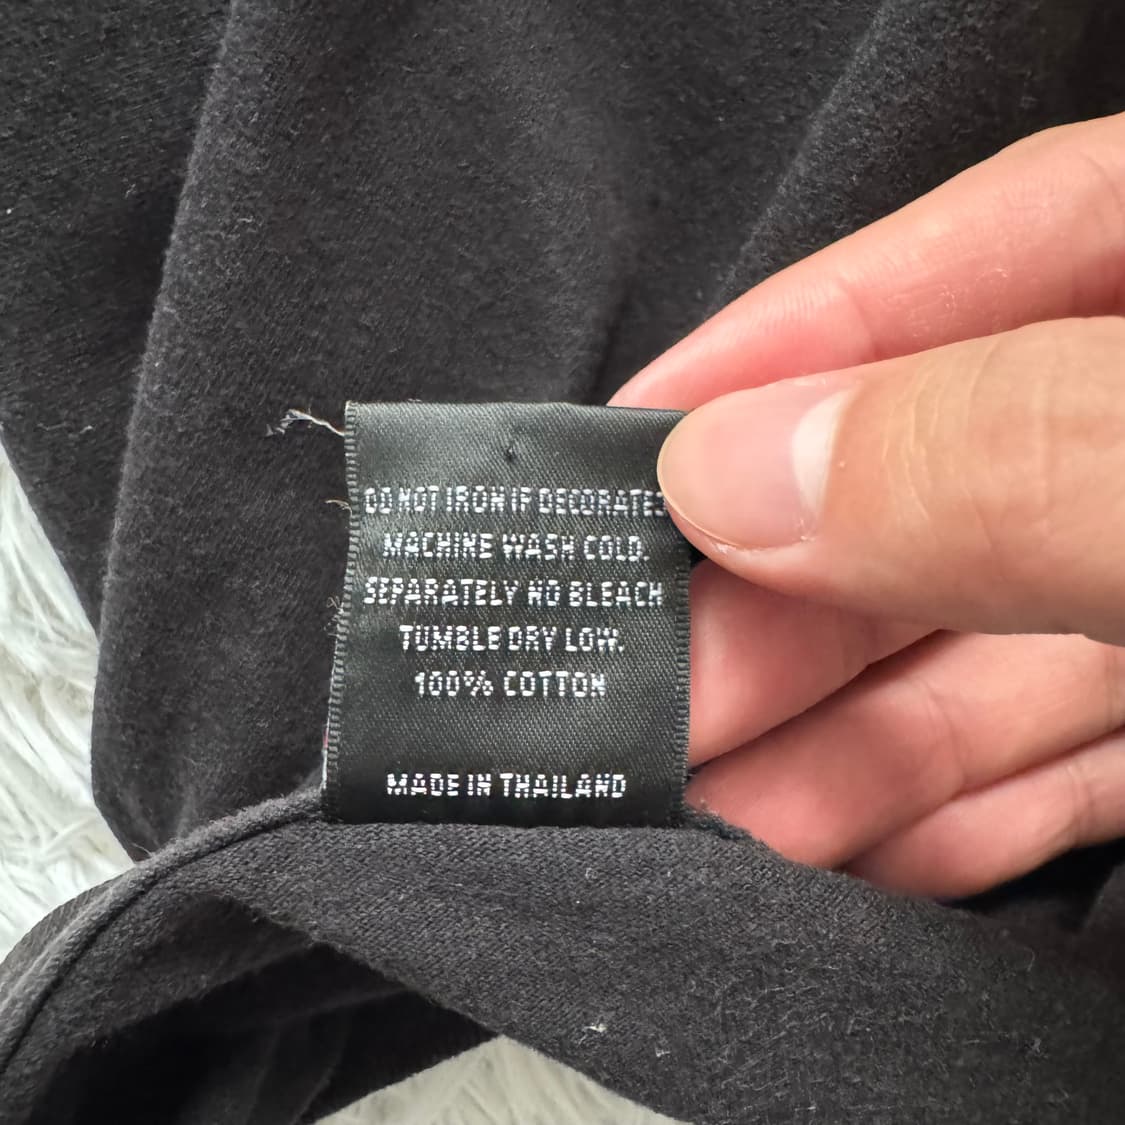 DO NOT IRON IF DECORATED
MACHINE WASH COLD.
SEPARATELY NO BLEACH
TUMBLE DRY LOW.
100% COTTON
MADE IN THAILAND